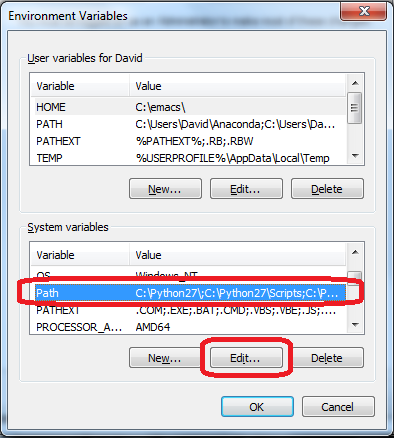 Environment Variables
User variables for David
Variable Value
HOME C:\emacs\
PATH C:\Users\David\Anaconda;C:\Users\Da...
PATHEXT %PATHEXT%;.RB;.RBW
TEMP %USERPROFILE%\AppData\Local\Temp
New... Edit... Delete
System variables
Variable Value
OS Windows_NT
Path C:\Python27\;C:\Python27\Scripts;C:\P...
PATHEXT .COM;.EXE;.BAT;.CMD;.VBS;.VBE;.JS;....
PROCESSOR_A... AMD64
New... Edit... Delete
OK Cancel